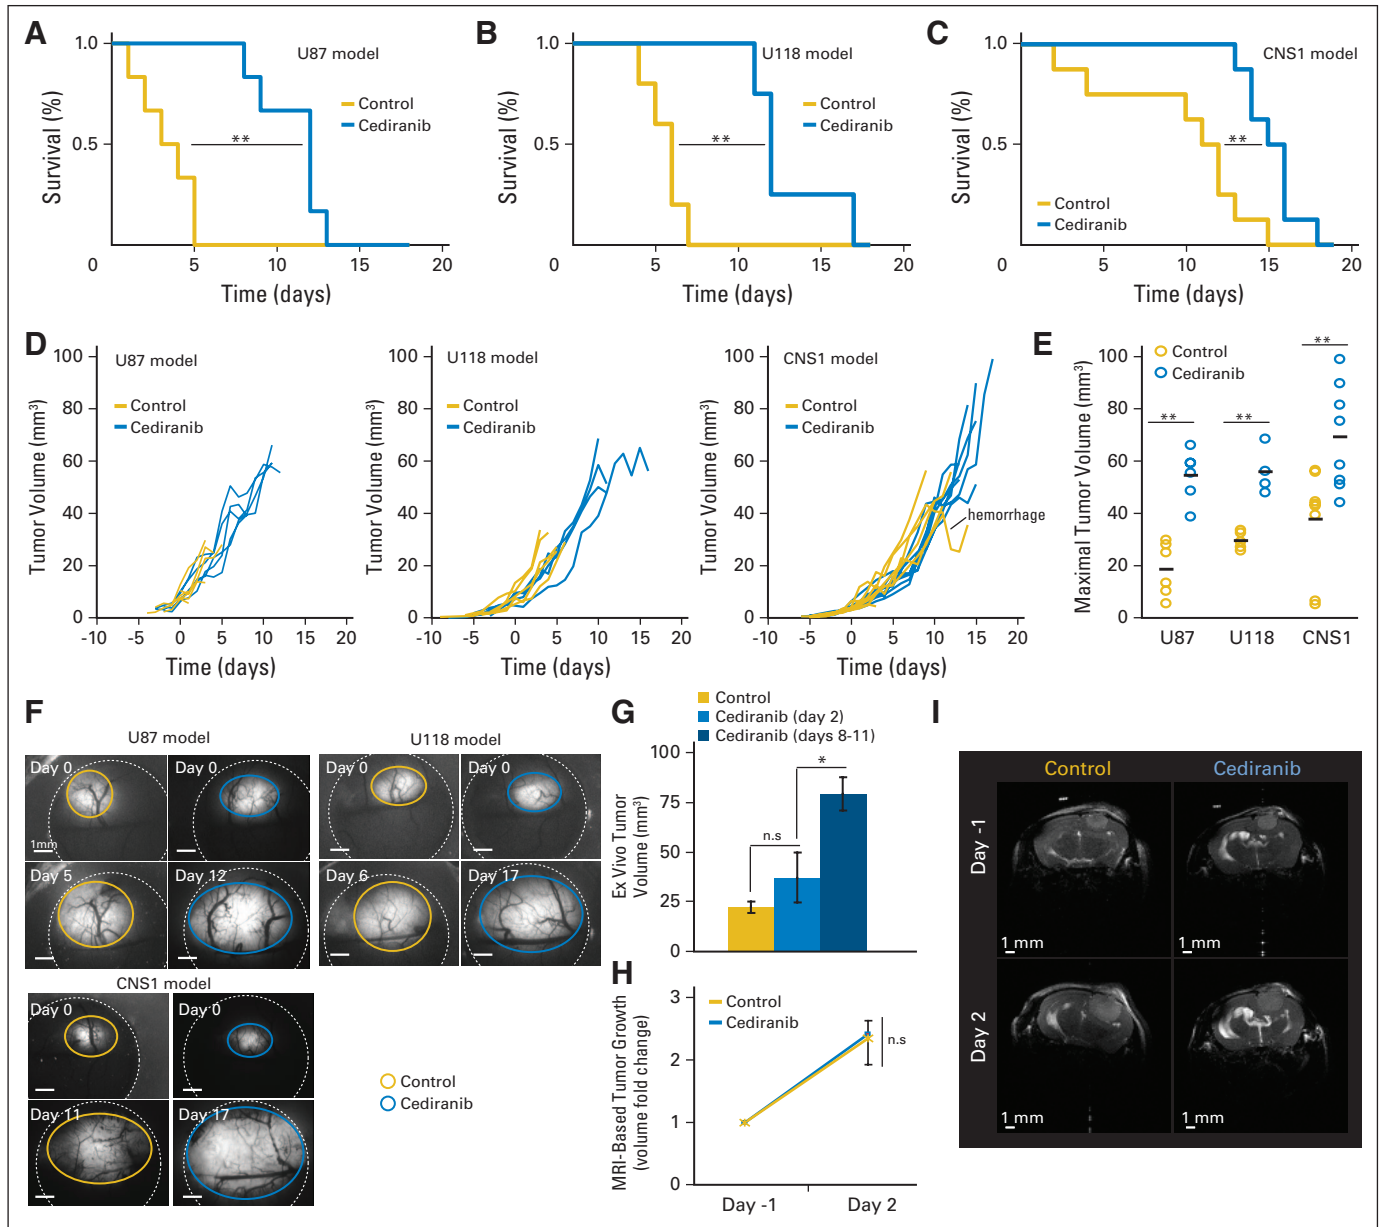 A
U87 model
1.0
0.5
Survival (%)
Control
Cediranib
**
0
5
10
15
20
Time (days)
B
U118 model
1.0
0.5
Survival (%)
Control
Cediranib
**
0
5
10
15
20
Time (days)
C
CNS1 model
1.0
0.5
Survival (%)
**
Control
Cediranib
0
5
10
15
20
Time (days)
D
U87 model
Control
Cediranib
Tumor Volume (mm³)
100
80
60
40
20
0
-10
-5
0
5
10
15
20
Time (days)
U118 model
Control
Cediranib
Tumor Volume (mm³)
100
80
60
40
20
0
-10
-5
0
5
10
15
20
Time (days)
CNS1 model
Control
Cediranib
hemorrhage
Tumor Volume (mm³)
100
80
60
40
20
0
-10
-5
0
5
10
15
20
Time (days)
E
Control
Cediranib
Maximal Tumor Volume (mm³)
100
80
60
40
20
0
**
**
**
U87
U118
CNS1
F
U87 model
U118 model
Day 0
Day 0
Day 0
Day 0
1mm
Day 5
Day 12
Day 6
Day 17
CNS1 model
Day 0
Day 0
Day 11
Day 17
Control
Cediranib
G
Control
Cediranib (day 2)
Cediranib (days 8-11)
Ex Vivo Tumor
Volume (mm³)
100
75
50
25
0
n.s
*
H
Control
Cediranib
MRI-Based Tumor Growth
(volume fold change)
3
2
1
0
n.s
Day -1
Day 2
I
Control
Cediranib
Day -1
1 mm
1 mm
Day 2
1 mm
1 mm